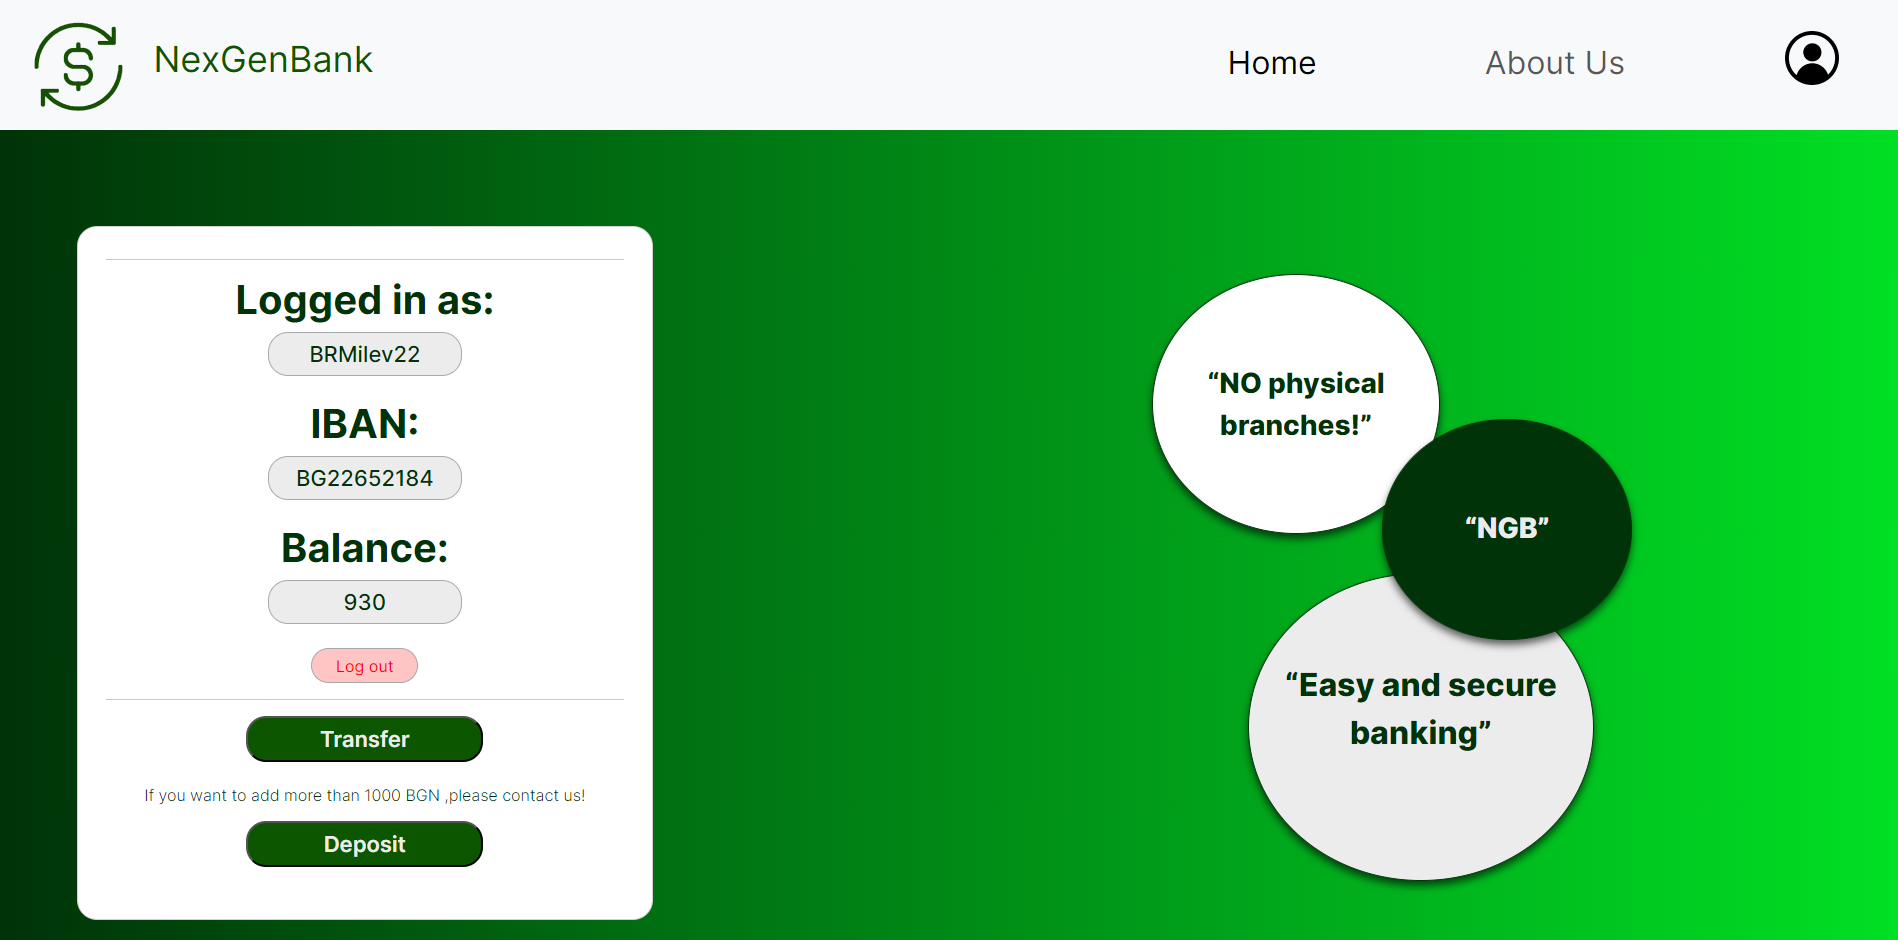 NexGenBank
Home
About Us
Logged in as:
BRMilev22
IBAN:
BG22652184
Balance:
930
Log out
Transfer
If you want to add more than 1000 BGN ,please contact us!
Deposit
“NO physical
branches!”
“NGB”
“Easy and secure
banking”